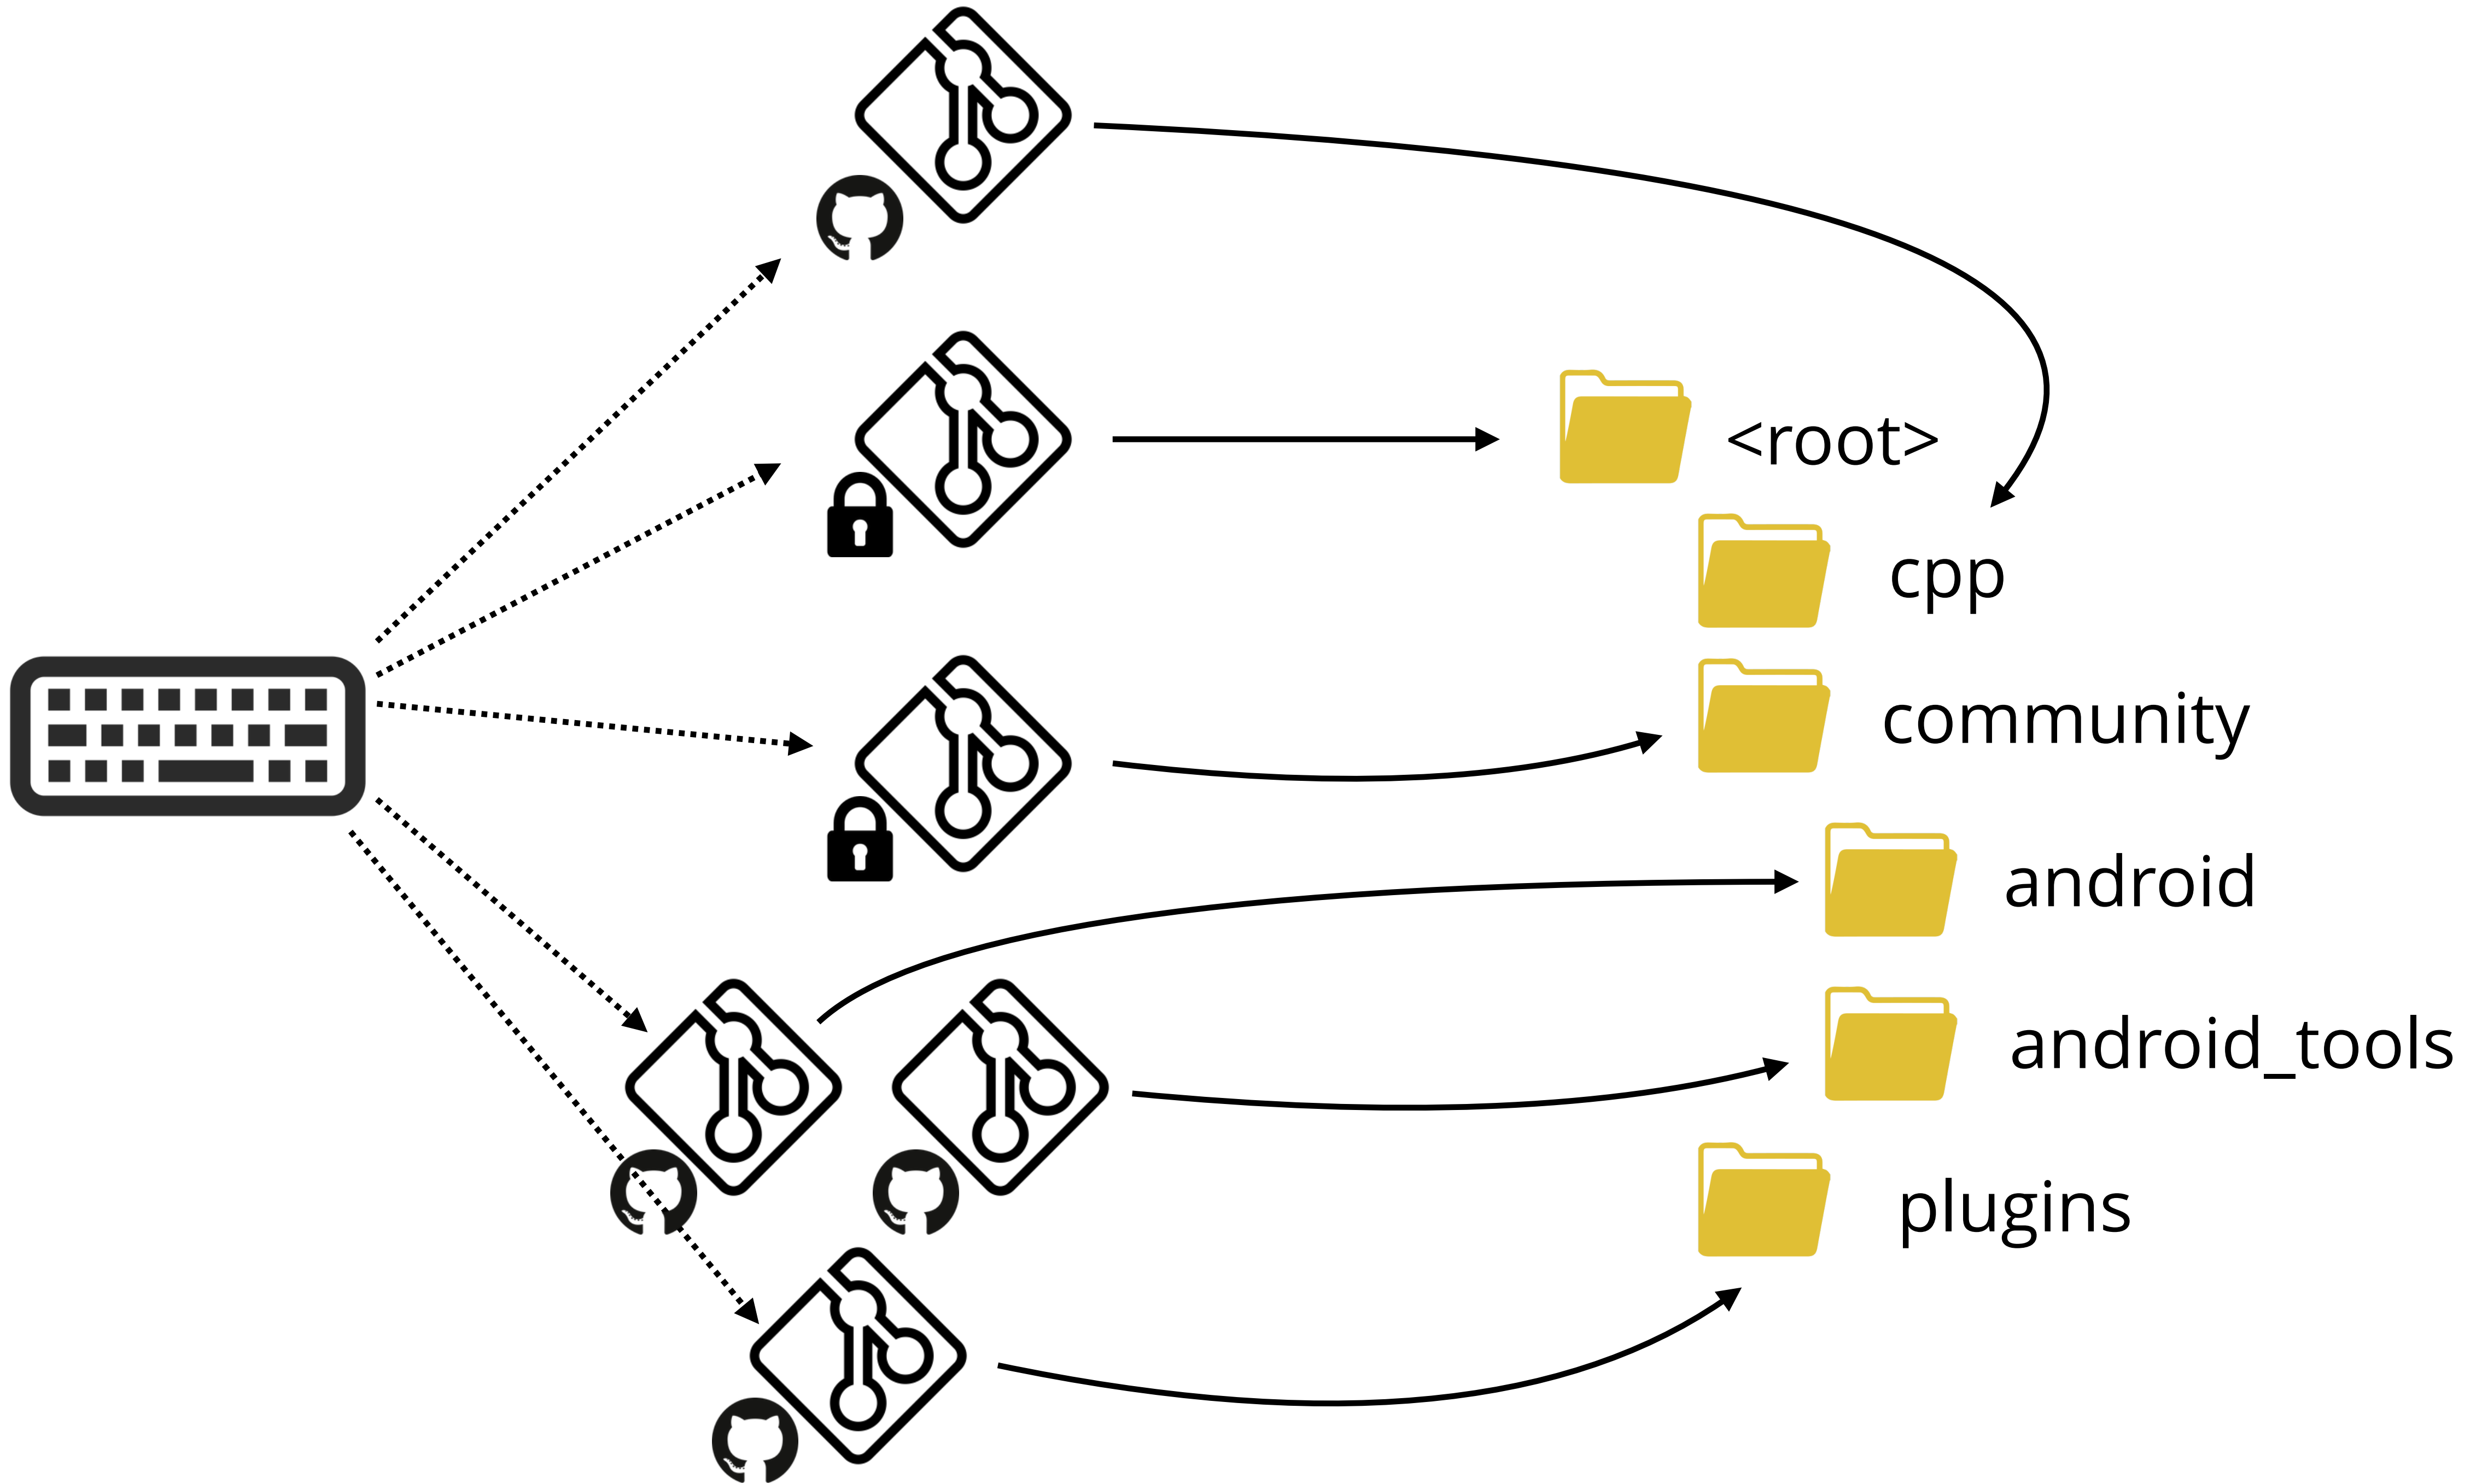 <root>
cpp
community
android
android_tools
plugins